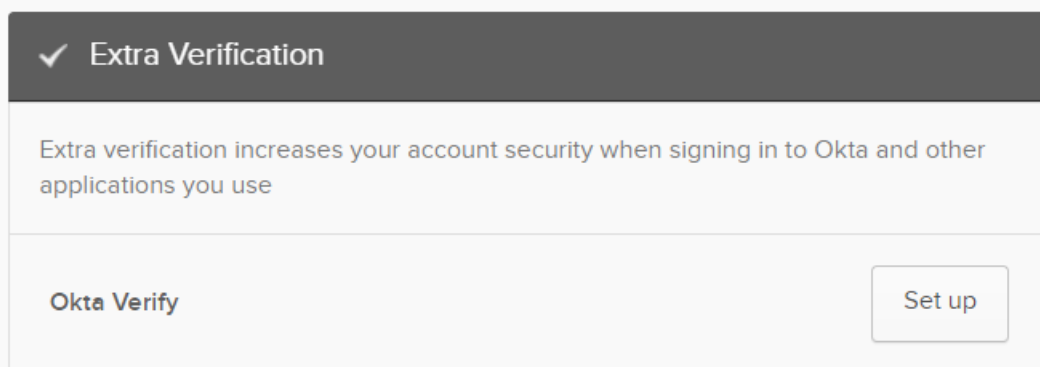 Extra Verification
Extra verification increases your account security when signing in to Okta and other
applications you use
Okta Verify
Set up